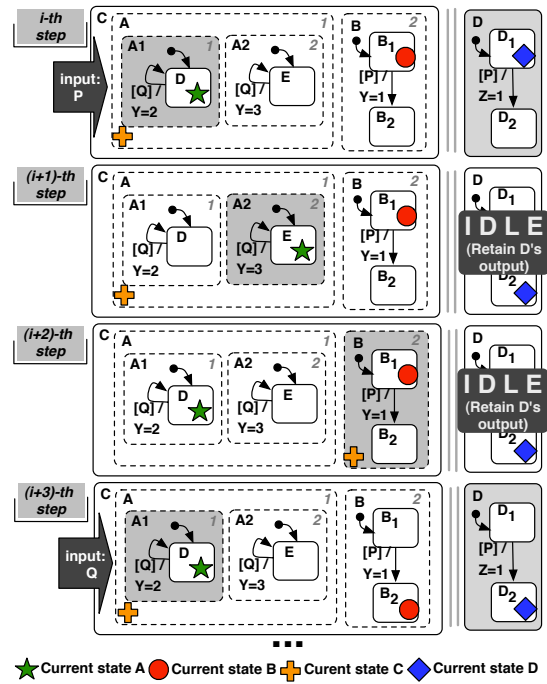 i-th
step
input:
P
C
A
1
A1
1
D
[Q] /
Y=2
A2
2
E
[Q] /
Y=3
2
B
B1
[P] /
Y=1
B2
D
D1
[P] /
Z=1
D2
(i+1)-th
step
C
A
1
A1
1
D
[Q] /
Y=2
A2
2
E
[Q] /
Y=3
2
B
B1
[P] /
Y=1
B2
D
D1
IDLE
(Retain D's
output)
D2
(i+2)-th
step
C
A
1
A1
1
D
[Q] /
Y=2
A2
2
E
[Q] /
Y=3
2
B
B1
[P] /
Y=1
B2
D
D1
IDLE
(Retain D's
output)
D2
(i+3)-th
step
input:
Q
C
A
1
A1
1
D
[Q] /
Y=2
A2
2
E
[Q] /
Y=3
2
B
B1
[P] /
Y=1
B2
D
D1
[P] /
Z=1
D2
...
Current state A Current state B Curent state C Current state D